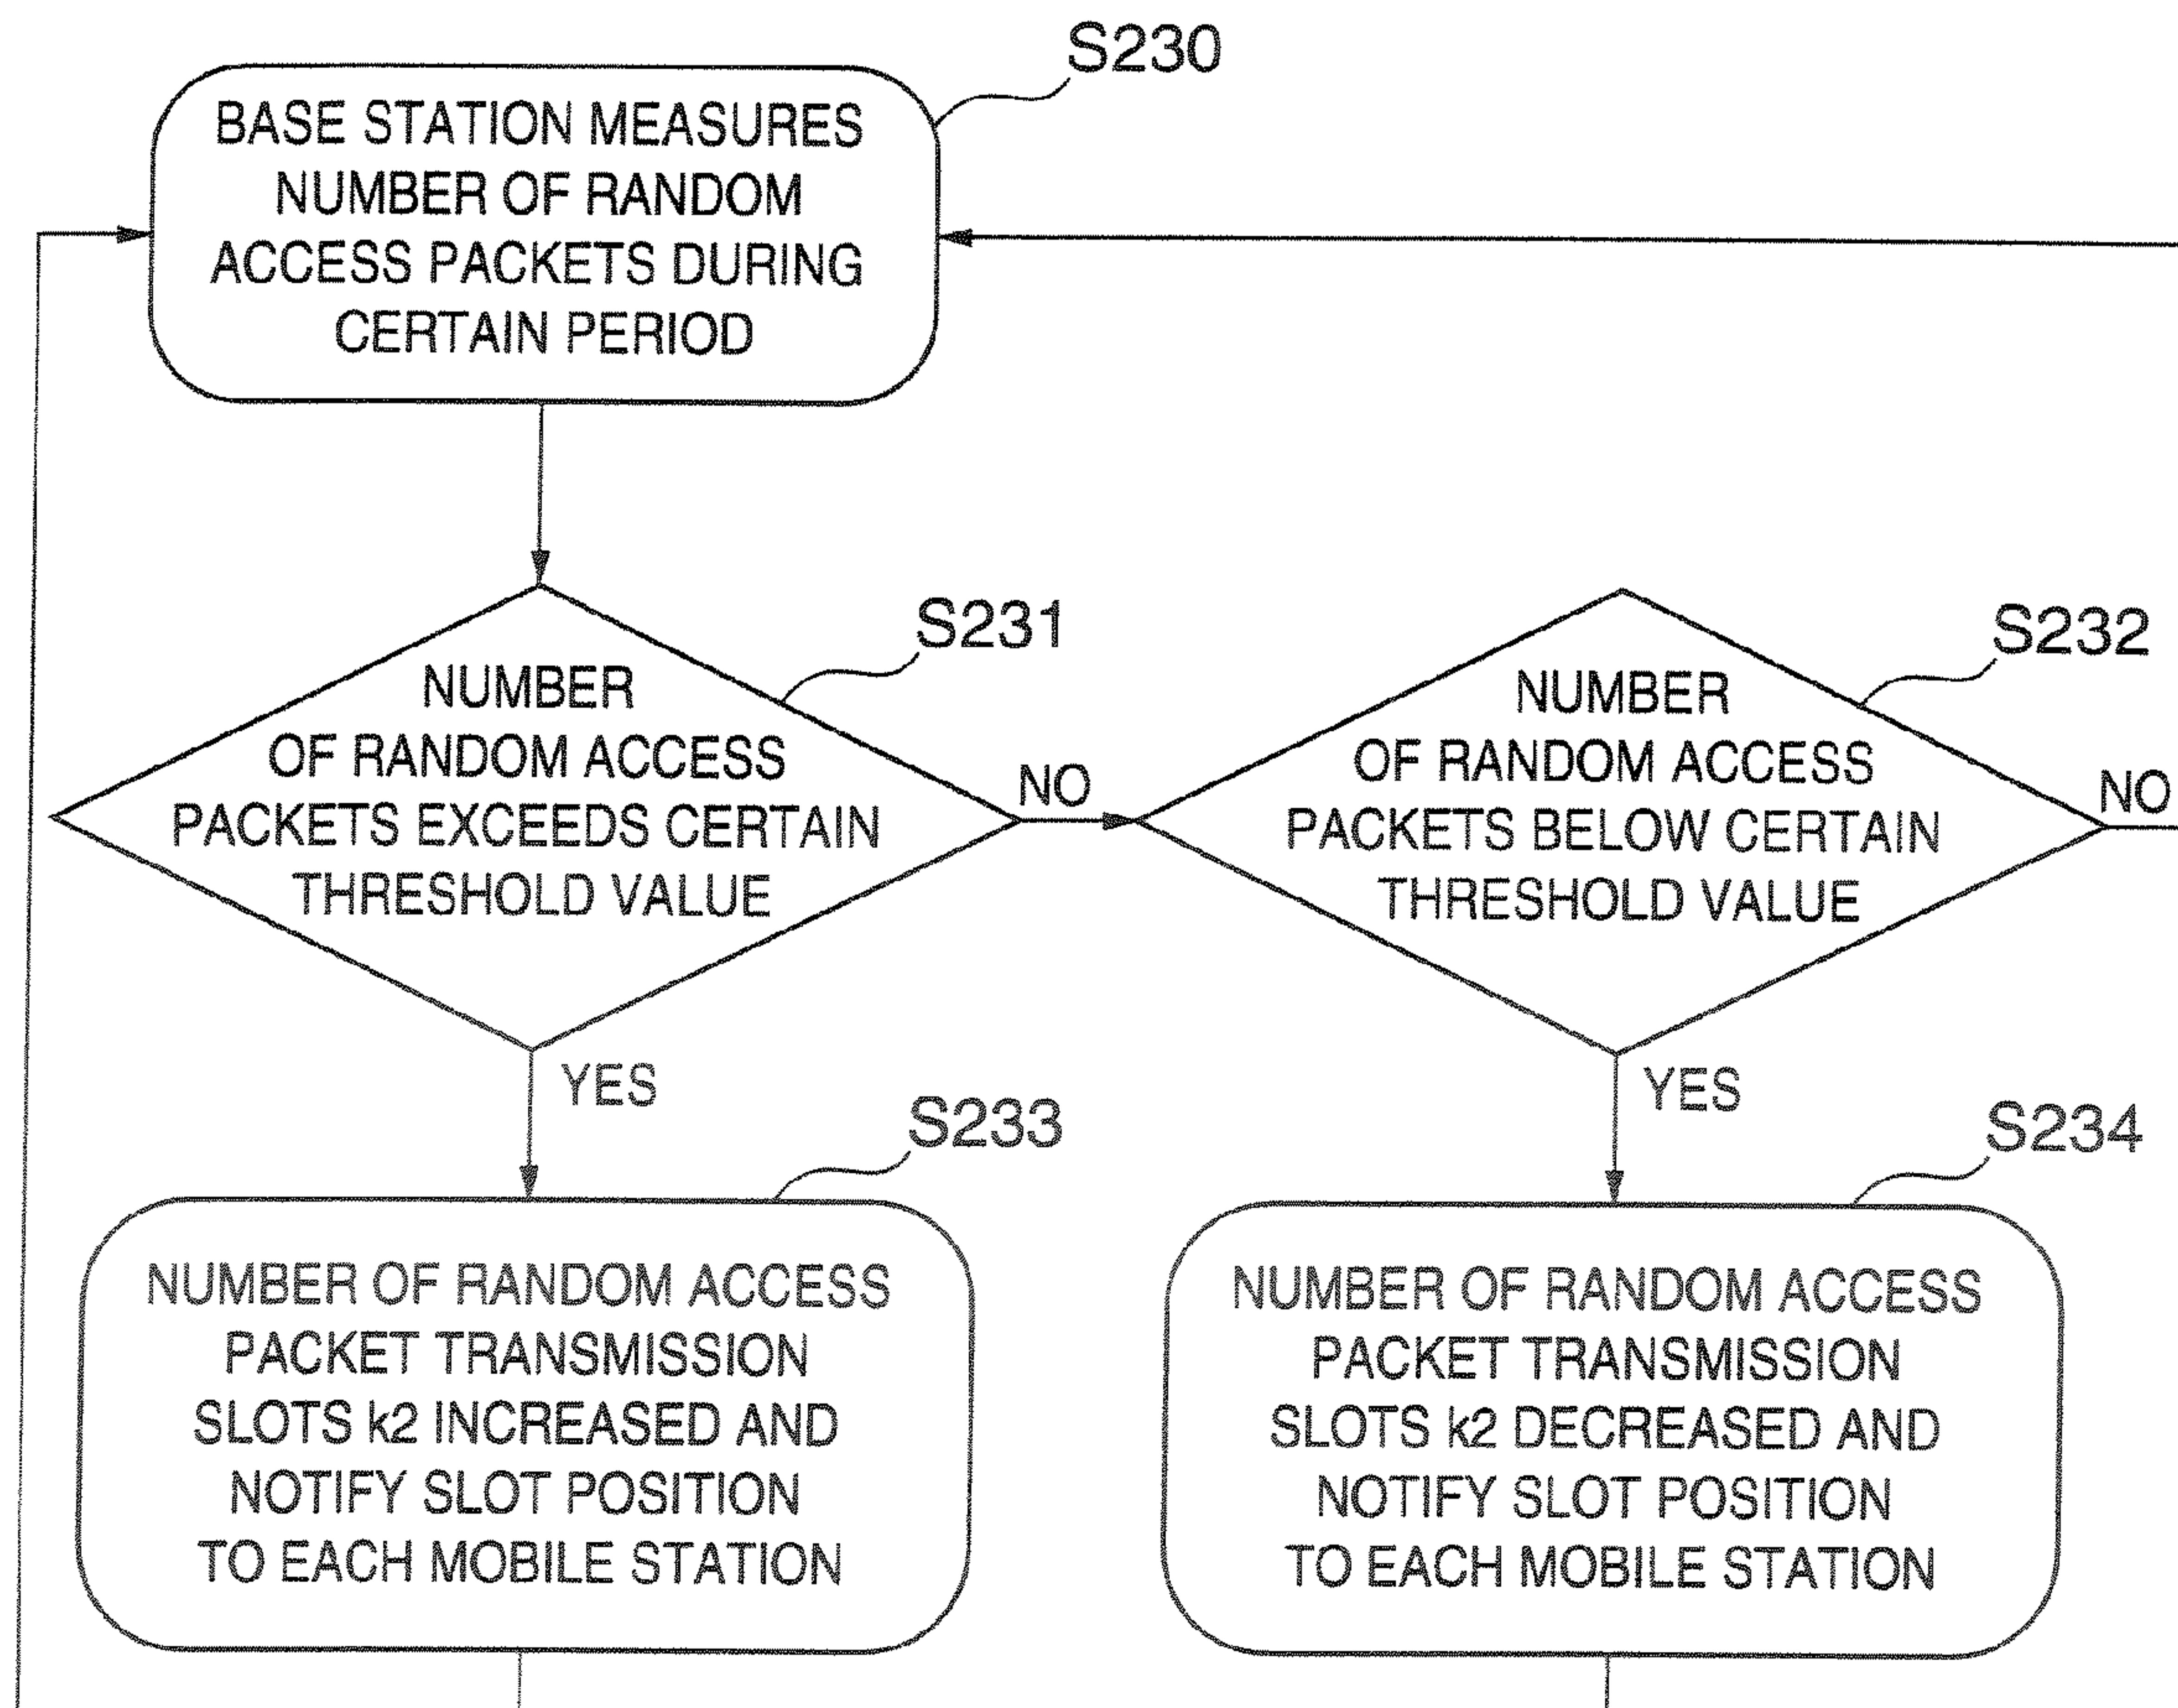 S230
BASE STATION MEASURES
NUMBER OF RANDOM
ACCESS PACKETS DURING
CERTAIN PERIOD
S231
NUMBER
OF RANDOM ACCESS
PACKETS EXCEEDS CERTAIN
THRESHOLD VALUE
NO
YES
S232
NUMBER
OF RANDOM ACCESS
PACKETS BELOW CERTAIN
THRESHOLD VALUE
NO
YES
S233
NUMBER OF RANDOM ACCESS
PACKET TRANSMISSION
SLOTS k2 INCREASED AND
NOTIFY SLOT POSITION
TO EACH MOBILE STATION
S234
NUMBER OF RANDOM ACCESS
PACKET TRANSMISSION
SLOTS k2 DECREASED AND
NOTIFY SLOT POSITION
TO EACH MOBILE STATION